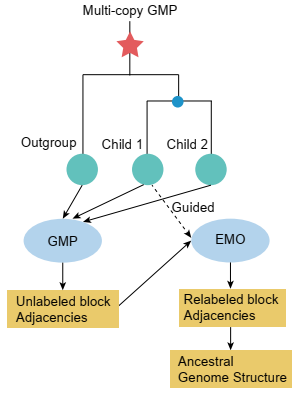 Multi-copy GMP
Outgroup
Child 1
Child 2
Guided
GMP
EMO
Unlabeled block
Adjacencies
Relabeled block
Adjacencies
Ancestral
Genome Structure